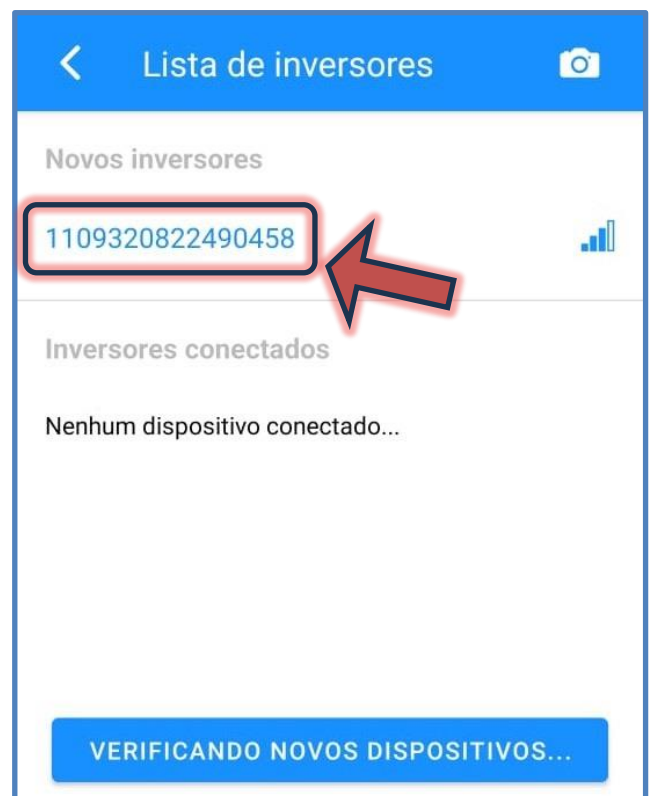 Lista de inversores
Novos inversores
1109320822490458
Inversores conectados
Nenhum dispositivo conectado...
VERIFICANDO NOVOS DISPOSITIVOS...